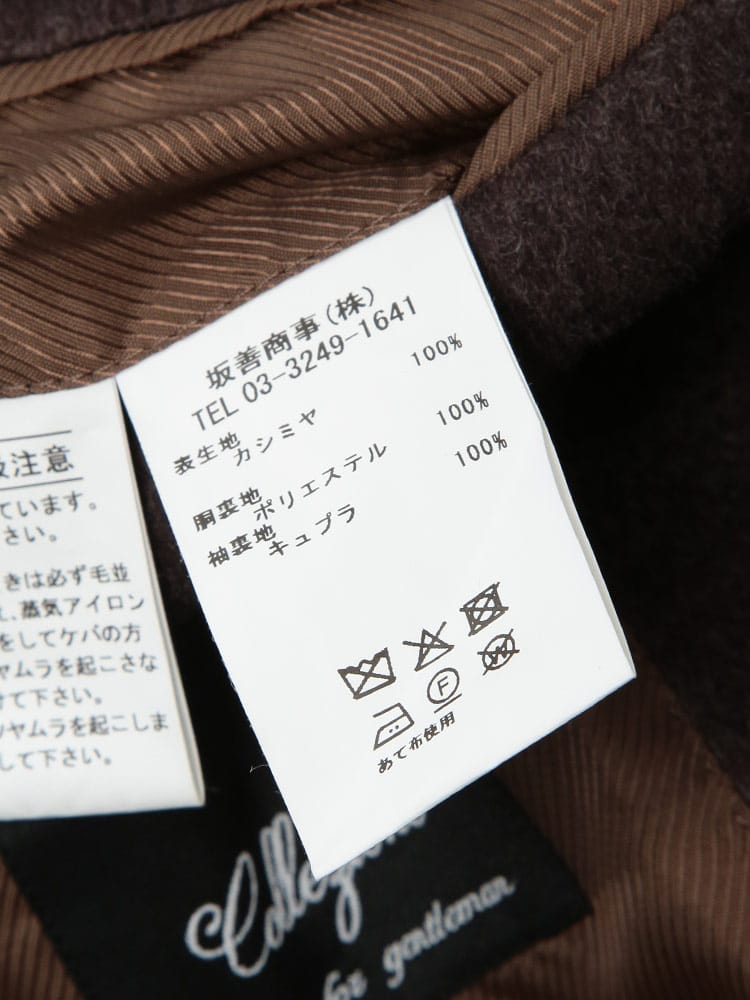 坂善商事(株)
TEL 03-3249-1641
表生地
カシミヤ 100%
胴裏地
ポリエステル 100%
袖裏地
キュプラ 100%
F
W
あて布使用
注意
ています。
さい。
きは必ず毛並
え、蒸気アイロン
をしてケバの方
ヤムラを起こさな
けて下さい。
ツヤムラを起こしま
して下さい。
for gentleman